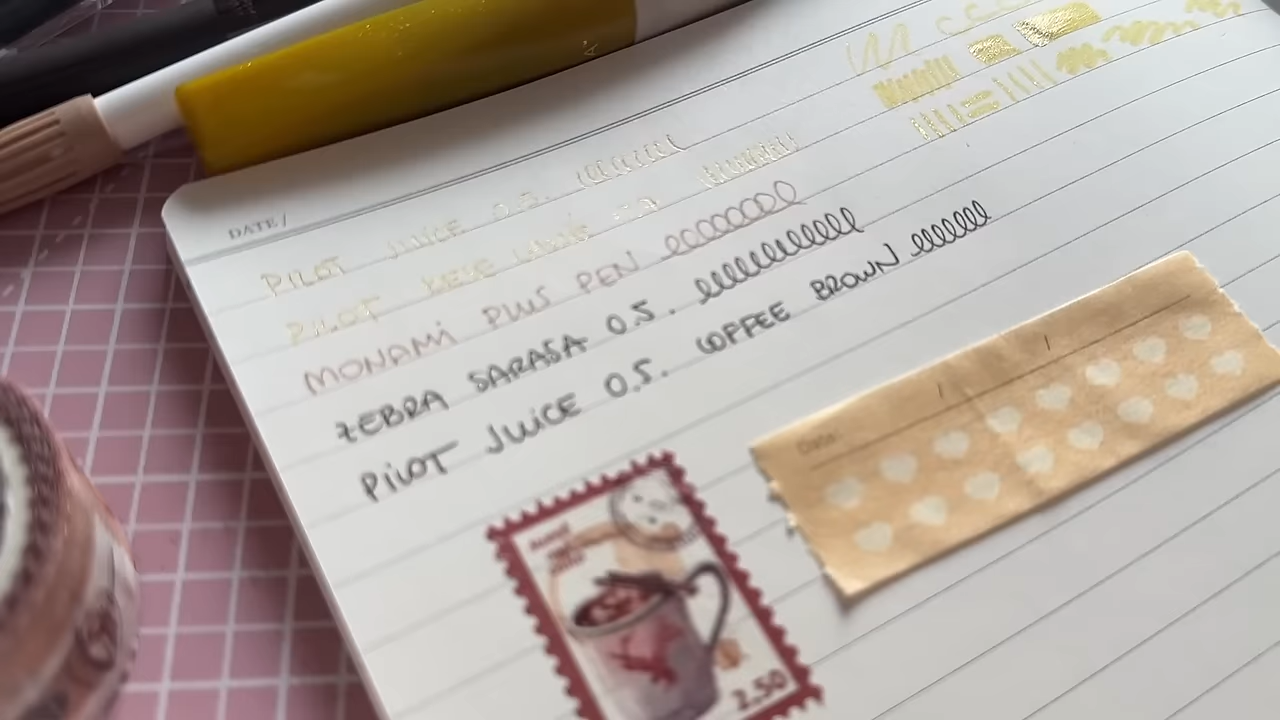 DATE/
PILOT JUICE 0.5.
PILOT
MONAMI PLUS PEN
ZEBRA SARASA 0.5.
PILOT JUICE 0.5. COFFEE BROWN
Date:
2.50